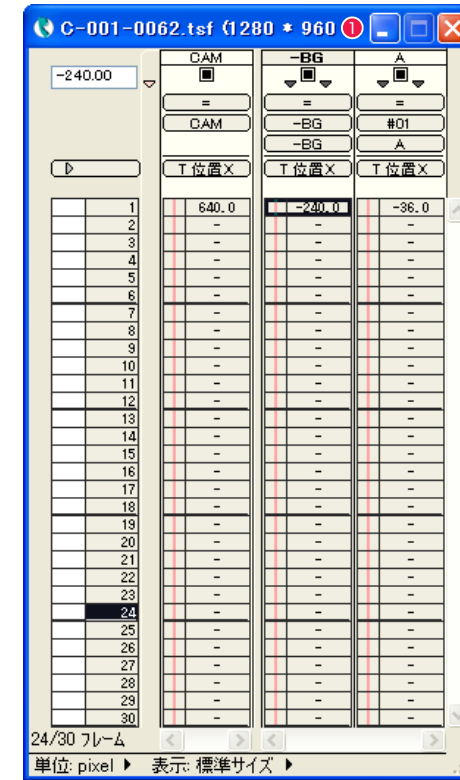 C-001-0062.tsf (1280 * 960 1
CAM -BG A
-240.00
= = =
CAM -BG #01
-BG A
T 位置X T 位置X T 位置X
1 640.0 -240.0 -36.0
2 - - -
3 - - -
4 - - -
5 - - -
6 - - -
7 - - -
8 - - -
9 - - -
10 - - -
11 - - -
12 - - -
13 - - -
14 - - -
15 - - -
16 - - -
17 - - -
18 - - -
19 - - -
20 - - -
21 - - -
22 - - -
23 - - -
24 - - -
25 - - -
26 - - -
27 - - -
28 - - -
29 - - -
30 - - -
24/30 フレーム
単位: pixel 表示: 標準サイズ